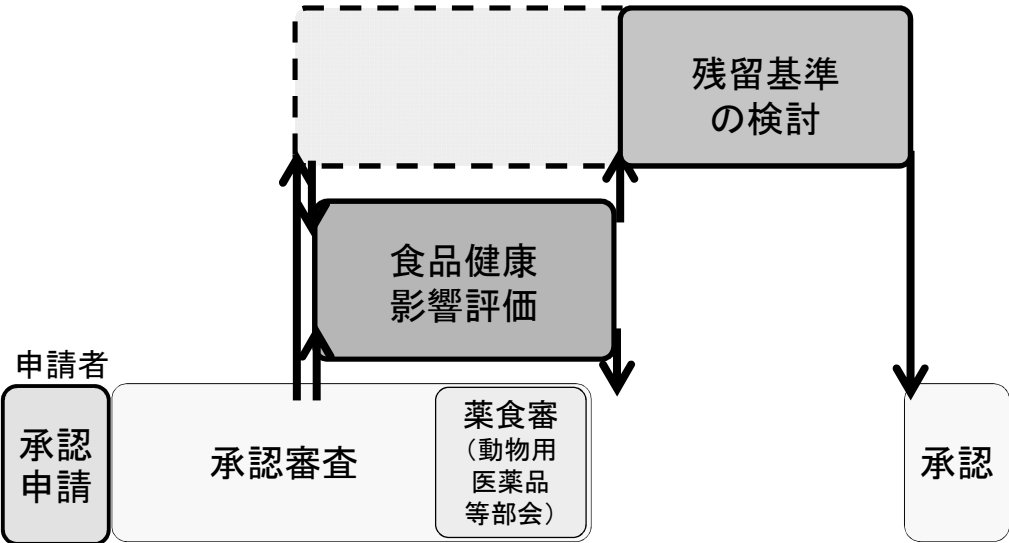 残留基準
の検討
食品健康
影響評価
申請者
承認
申請
承認審査
薬食審
（動物用
医薬品
等部会）
承認